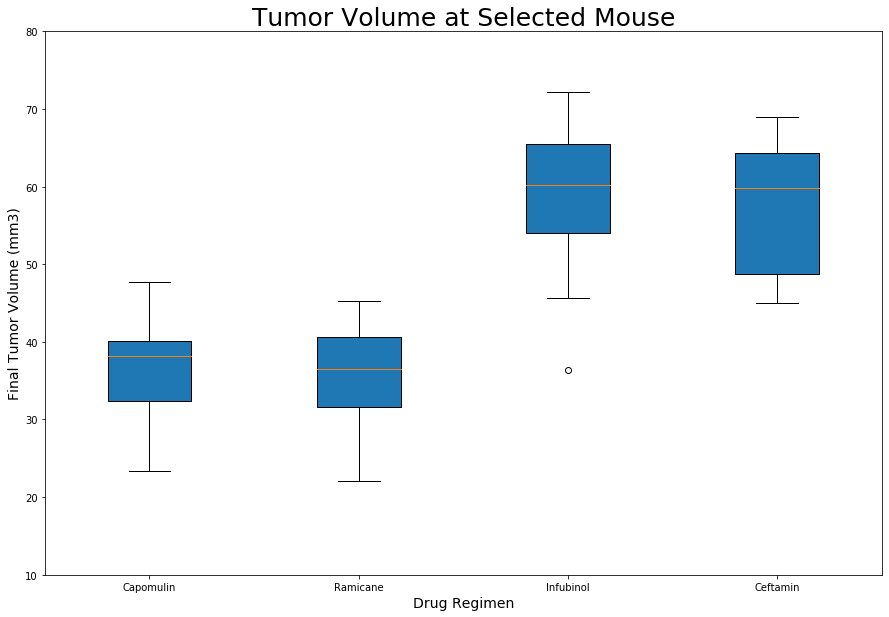 Tumor Volume at Selected Mouse
80
70
60
50
40
30
20
10
Final Tumor Volume (mm3)
Capomulin
Ramicane
Infubinol
Ceftamin
Drug Regimen